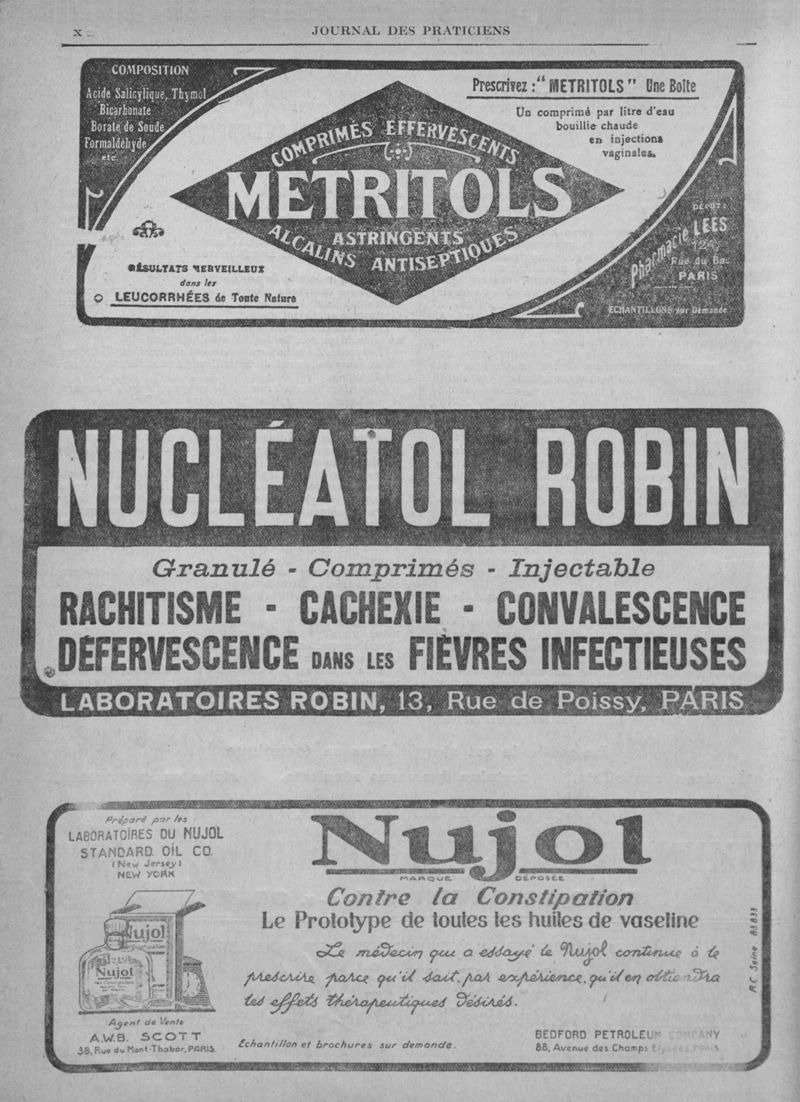 X
JOURNAL DES PRATICIENS
COMPOSITION
Acide Salicylique, Thymol
Bicarbonate
Borate de Soude
Formaldéhyde
etc
Prescrivez : "METRITOLS" Une Boîte
Un comprimé par litre d'eau
bouillie chaude
en injections
vaginales.
COMPRIMÉS EFFERVESCENTS
METRITOLS
ASTRINGENTS
ALCALINS ANTISEPTIQUES
RÉSULTATS MERVEILLEUX
dans les
LEUCORRHÉES de Toute Nature
DÉPOT :
Pharmacie LEES
Rue du Bac
PARIS
ECHANTILLONS sur Demande
NUCLÉATOL ROBIN
Granulé - Comprimés - Injectable
RACHITISME - CACHEXIE - CONVALESCENCE
DÉFERVESCENCE DANS LES FIÈVRES INFECTIEUSES
LABORATOIRES ROBIN, 13, Rue de Poissy, PARIS
Préparé par les
LABORATOIRES DU NUJOL
STANDARD OIL CO.
(New Jersey)
NEW YORK
Nujol
Nujol
Agent de Vente
A.W.B. SCOTT
38, Rue du Mont-Thabor, PARIS
Nujol
MARQUE DÉPOSÉE
Contre la Constipation
Le Prototype de toutes les huiles de vaseline
Le médecin qui a essayé le Nujol continue à le
prescrire parce qu'il sait, par expérience, qu'il en obtiendra
les effets thérapeutiques désirés.
Échantillon et brochures sur demande.
BEDFORD PETROLEUM COMPANY
88, Avenue des Champs Elysées PARIS
R.C. Seine 83833